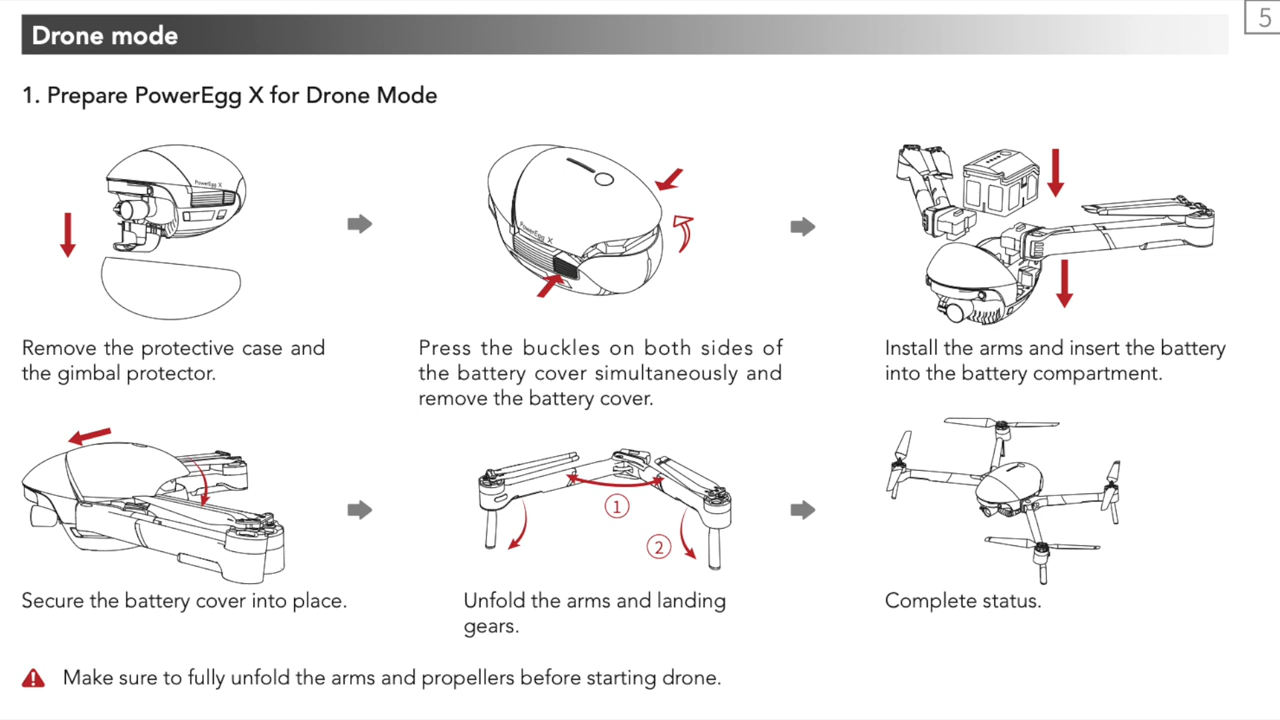 5
Drone mode
1. Prepare PowerEgg X for Drone Mode
PowerEgg X
PowerEgg X
Remove the protective case and
the gimbal protector.
Press the buckles on both sides of
the battery cover simultaneously and
remove the battery cover.
Install the arms and insert the battery
into the battery compartment.
1
2
Secure the battery cover into place.
Unfold the arms and landing
gears.
Complete status.
Make sure to fully unfold the arms and propellers before starting drone.